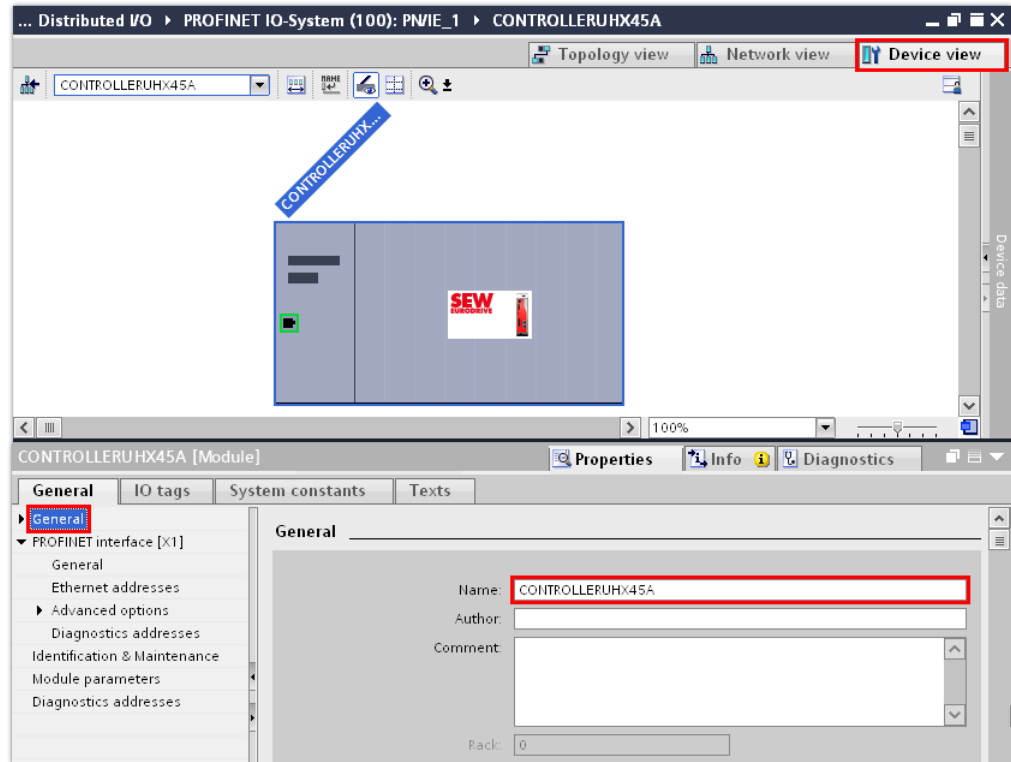 ... Distributed I/O ▸ PROFINET IO-System (100): PN/IE_1 ▸ CONTROLLERUHX45A
Topology view Network view Device view
CONTROLLERUHX45A
CONTROLLERUHX...
SEW
EURODRIVE
Device data
100%
CONTROLLERUHX45A [Module]
Properties Info Diagnostics
General IO tags System constants Texts
General
PROFINET interface [X1]
General
Ethernet addresses
Advanced options
Diagnostics addresses
Identification & Maintenance
Module parameters
Diagnostics addresses
General
Name: CONTROLLERUHX45A
Author:
Comment:
Rack: 0